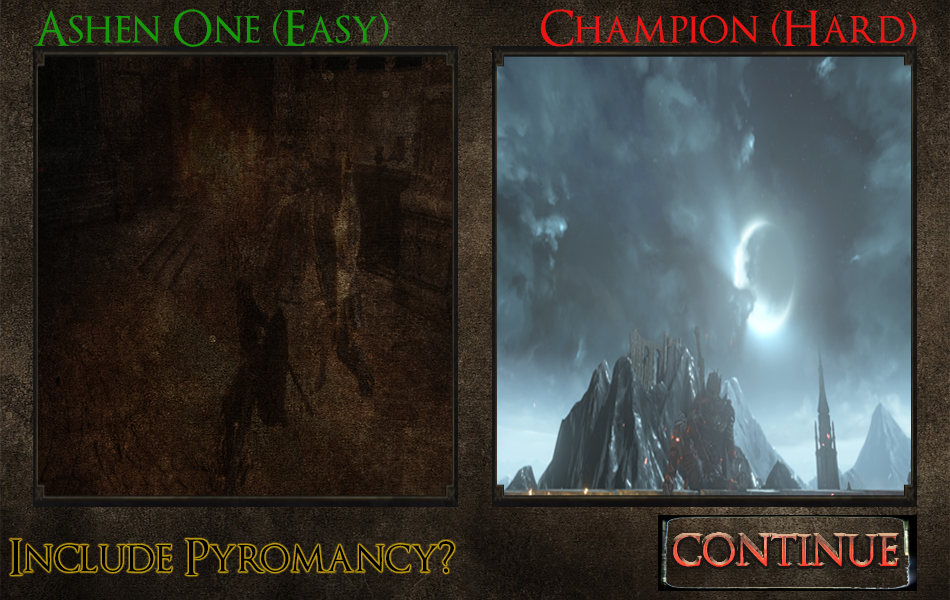 Ashen One (Easy)
Champion (Hard)
Include Pyromancy?
CONTINUE